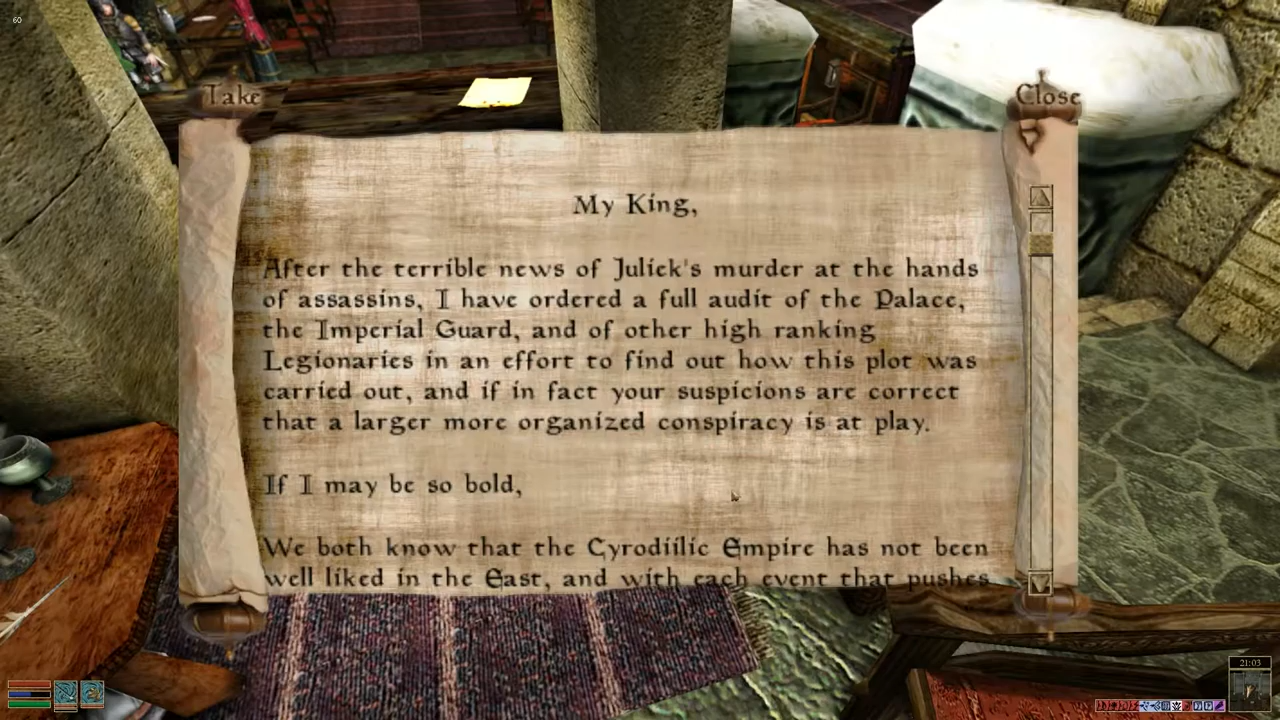 60
Take
Close
My King,
After the terrible news of Juliek's murder at the hands
of assassins, I have ordered a full audit of the Palace,
the Imperial Guard, and of other high ranking
Legionaries in an effort to find out how this plot was
carried out, and if in fact your suspicions are correct
that a larger more organized conspiracy is at play.
If I may be so bold,
We both know that the Cyrodiilic Empire has not been
well liked in the East, and with each event that pushes
21:03